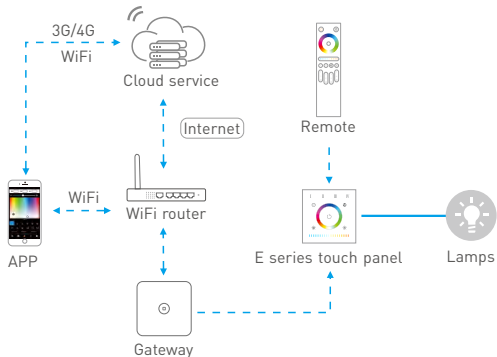 3G/4G
WiFi
Cloud service
Internet
Remote
WiFi
WiFi router
APP
E series touch panel
Lamps
Gateway